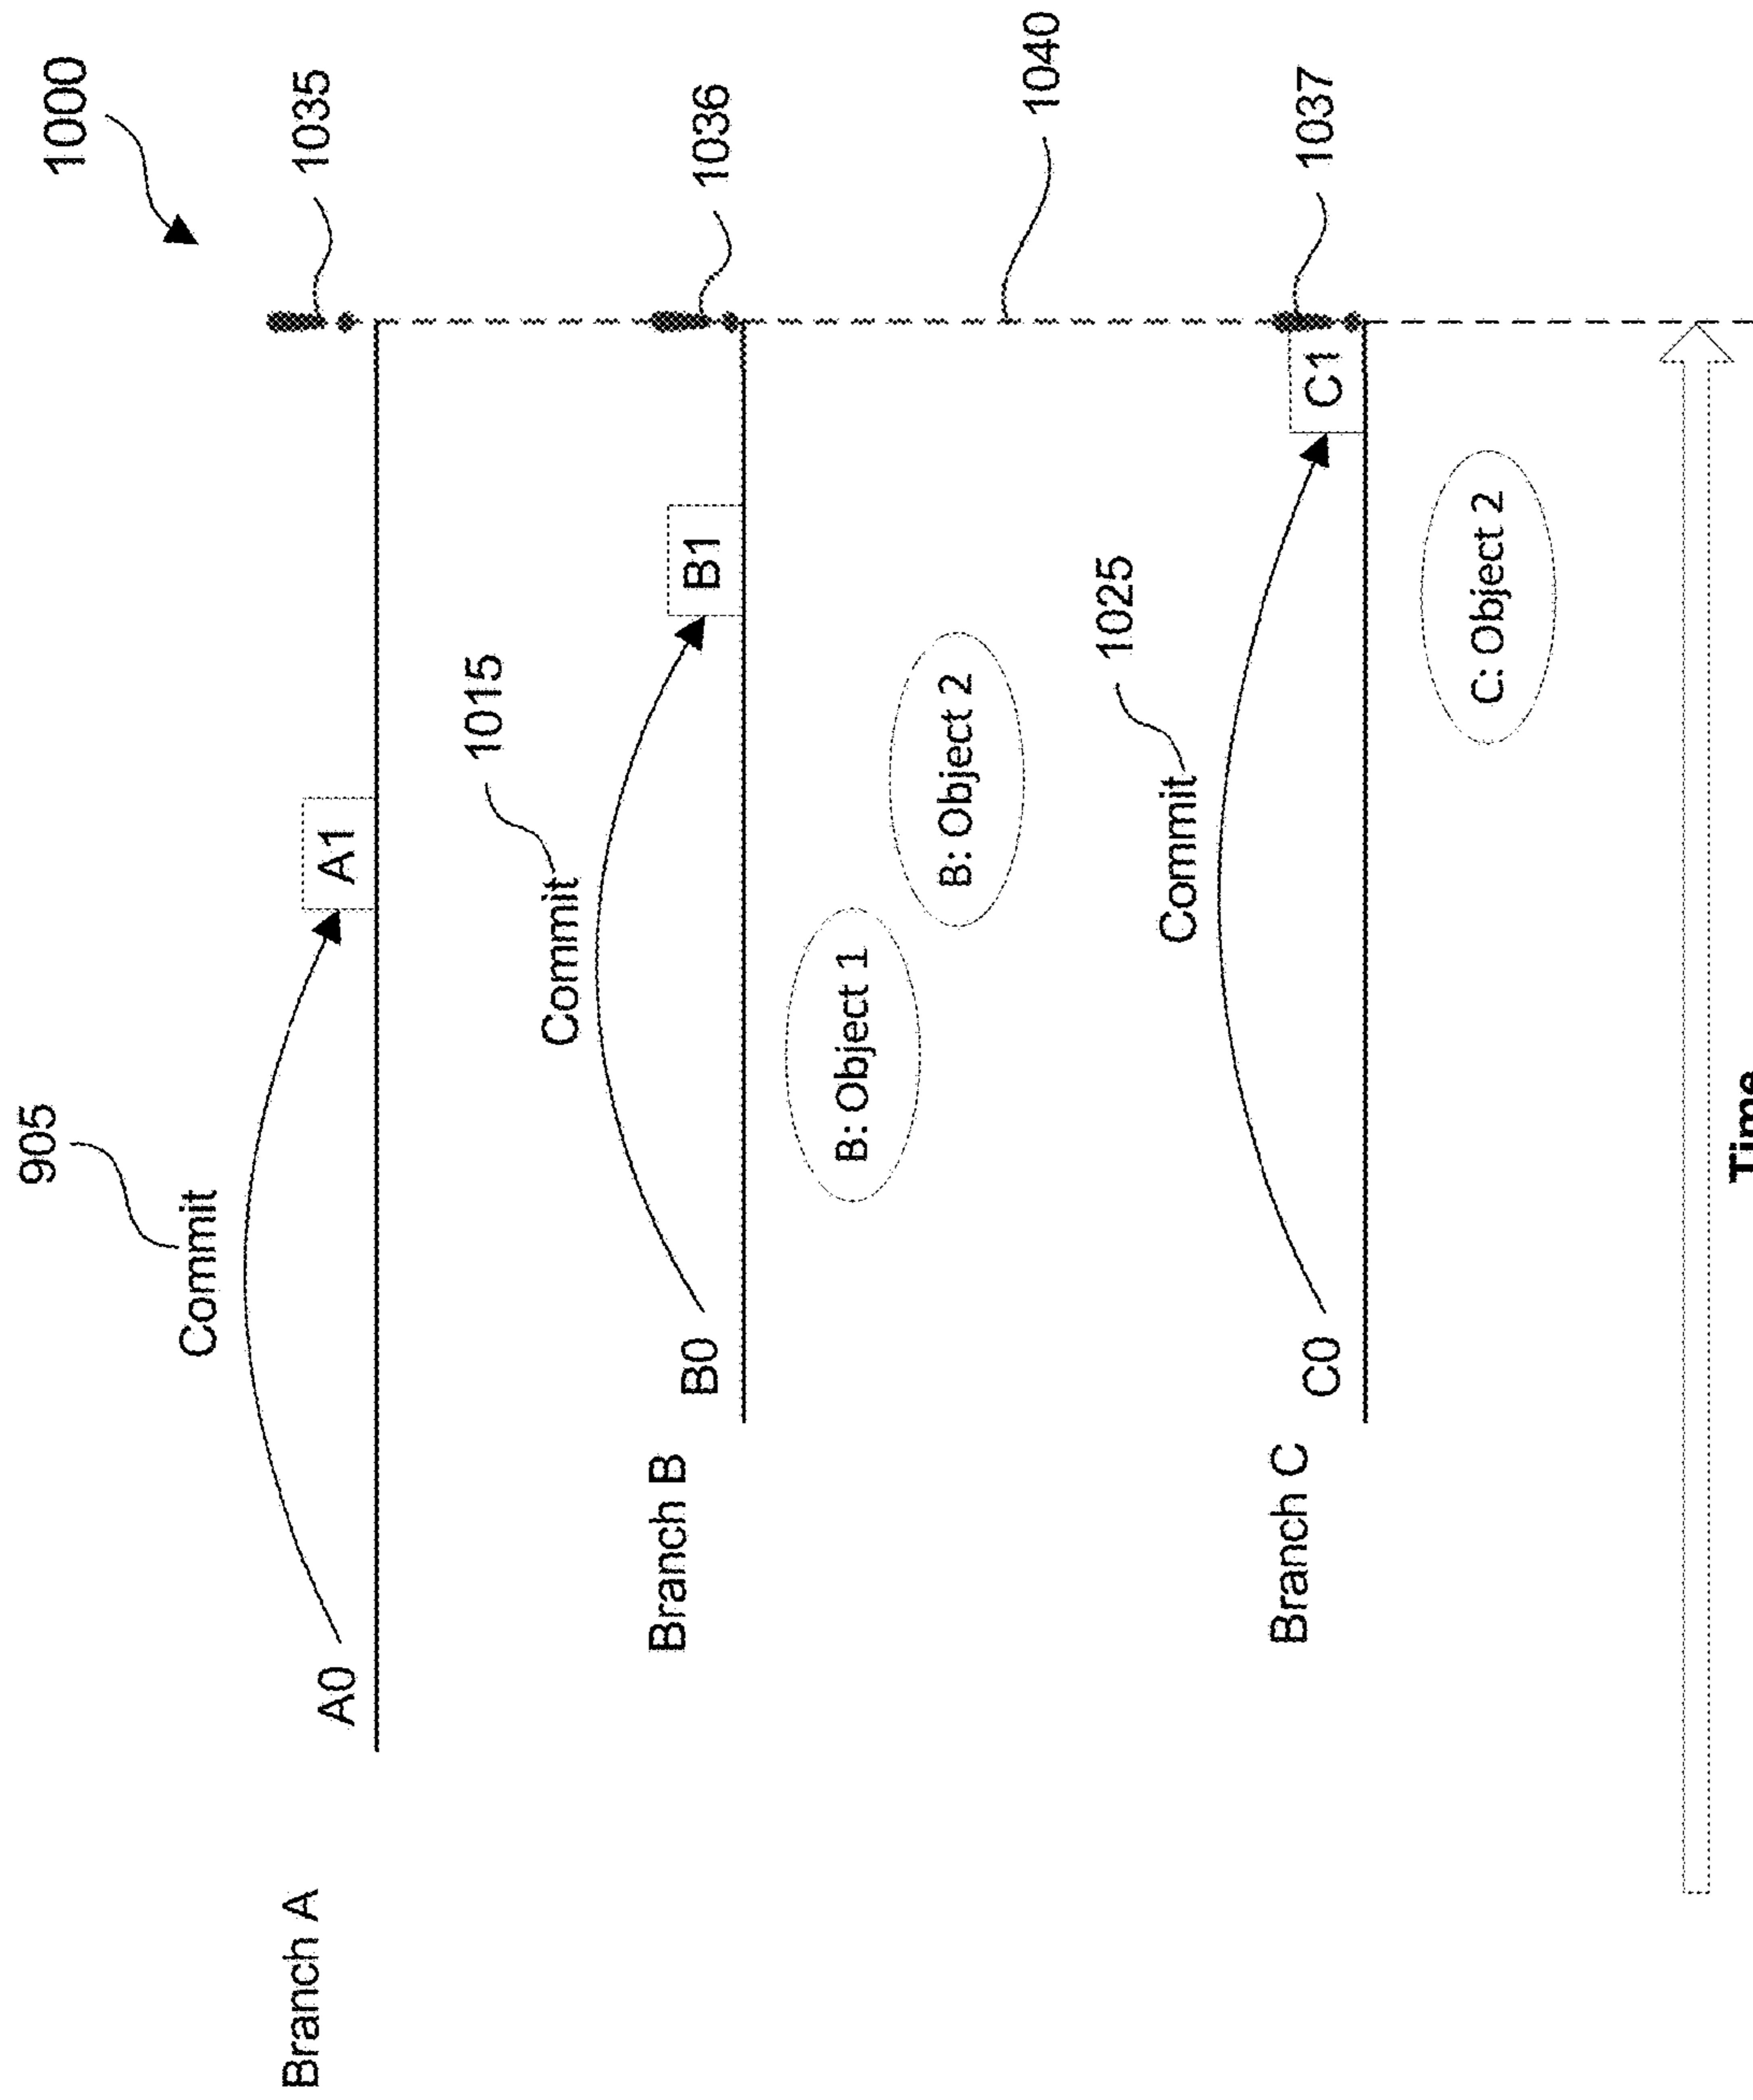 1000
905
Commit
1035
Branch A
A0
A1
1015
Commit
1036
Branch B
B0
B1
B: Object 1
B: Object 2
1040
1025
Commit
1037
Branch C
C0
C1
C: Object 2
Time